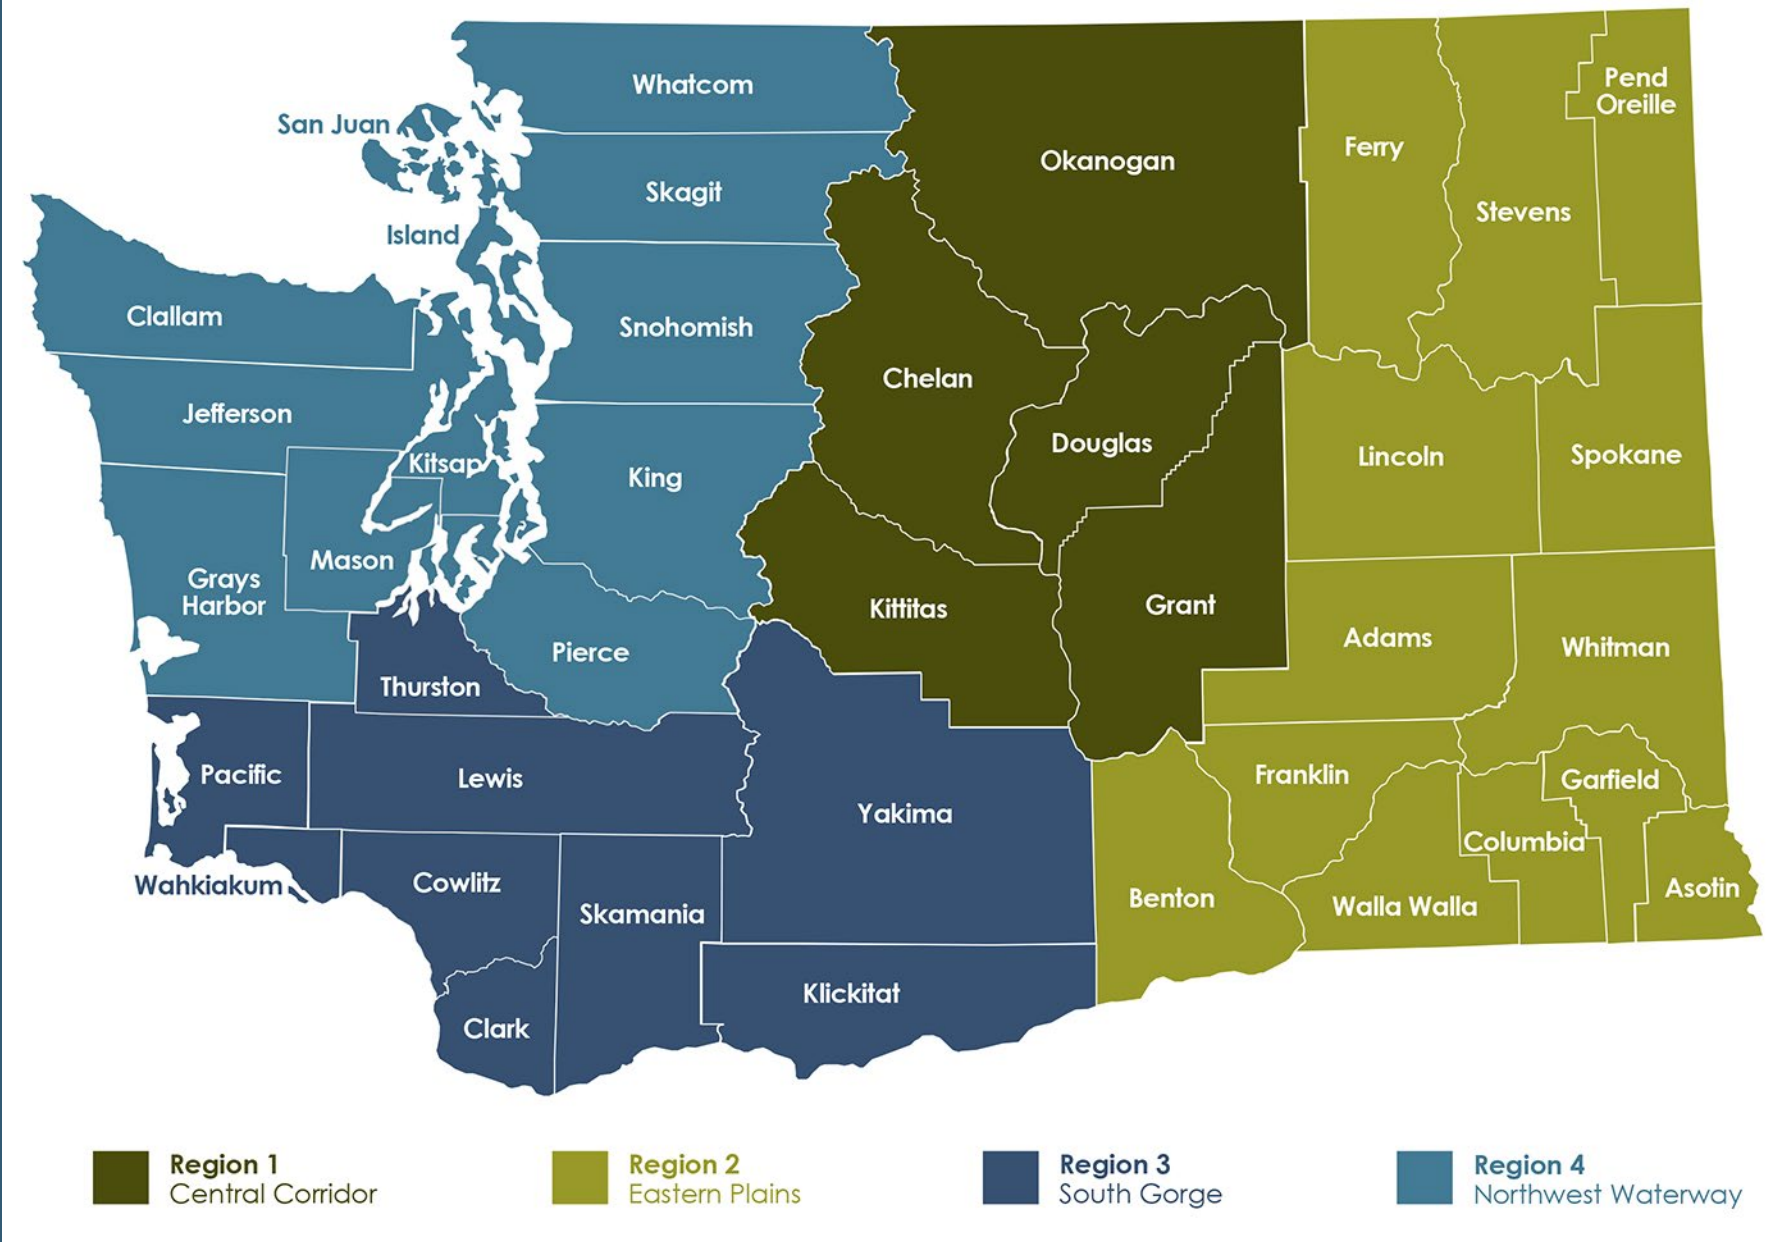 Whatcom
Pend
Oreille
San Juan
Ferry
Okanogan
Skagit
Stevens
Island
Clallam
Snohomish
Chelan
Jefferson
Douglas
Lincoln
Spokane
Kitsap
King
Mason
Grays
Harbor
Kittitas
Grant
Adams
Whitman
Pierce
Thurston
Pacific
Lewis
Franklin
Garfield
Yakima
Columbia
Wahkiakum
Cowlitz
Skamania
Benton
Walla Walla
Asotin
Klickitat
Clark
Region 1
Central Corridor
Region 2
Eastern Plains
Region 3
South Gorge
Region 4
Northwest Waterway